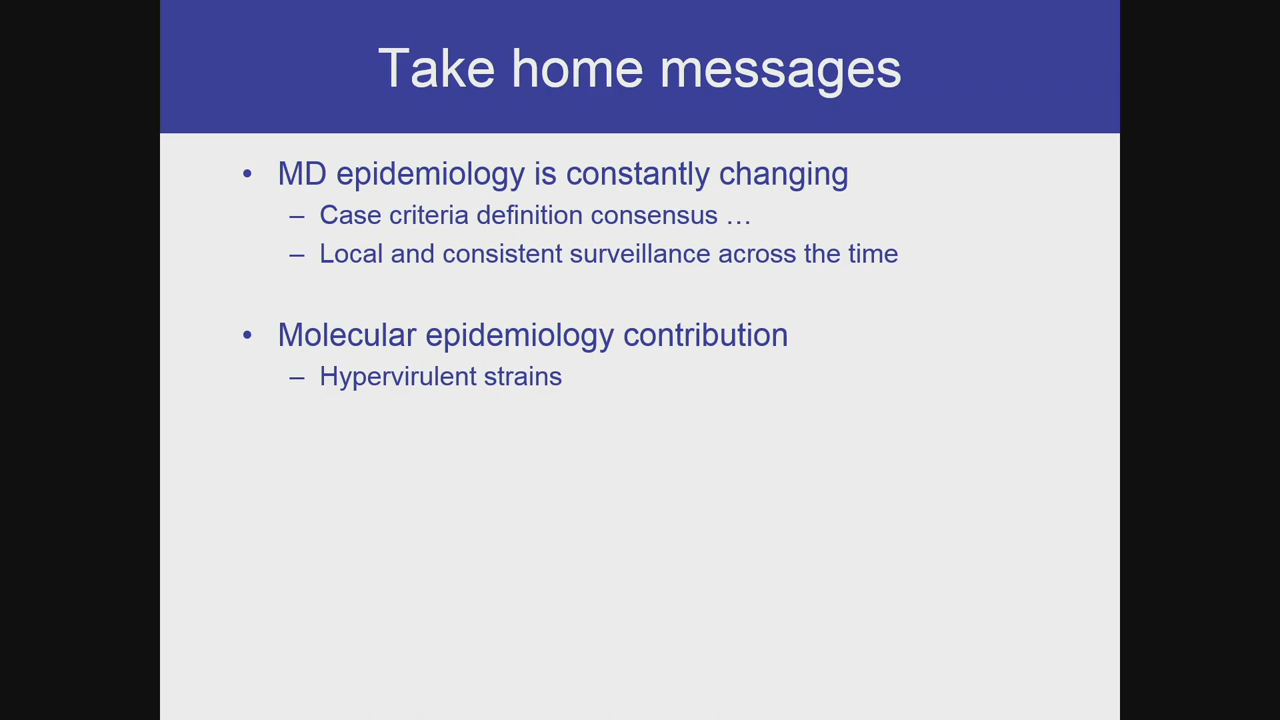 Take home messages
• MD epidemiology is constantly changing
– Case criteria definition consensus …
– Local and consistent surveillance across the time
• Molecular epidemiology contribution
– Hypervirulent strains